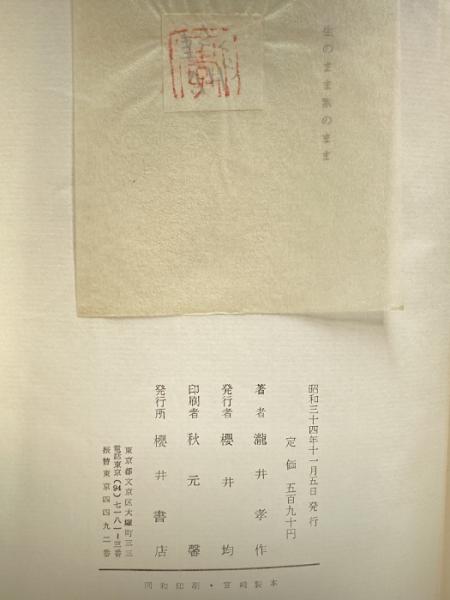 生のまま素のまま
昭和三十四年十一月五日 発行
定価 五百九十円
著者 瀧井孝作
発行者 櫻井均
印刷者 秋元馨
発行所 櫻井書店
東京都文京区大塚町三三
電話東京(94)七一八一-三番
振替東京四四九二番
同和印刷・宮崎製本